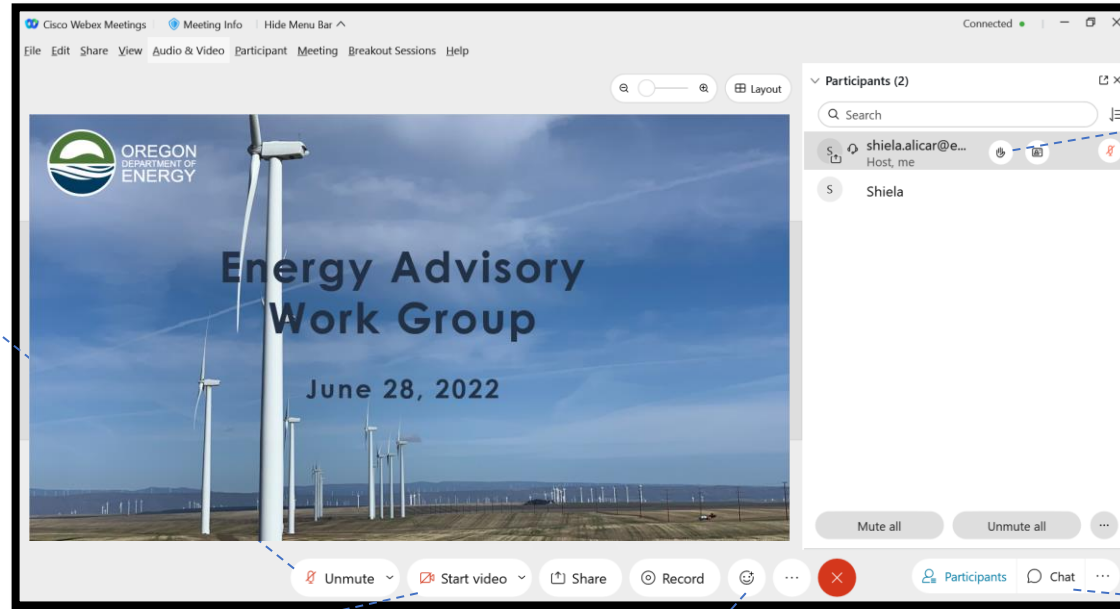 Cisco Webex Meetings Meeting Info Hide Menu Bar Connected
File Edit Share View Audio & Video Participant Meeting Breakout Sessions Help
Layout
OREGON
DEPARTMENT OF
ENERGY
Energy Advisory
Work Group
June 28, 2022
Participants (2)
Search
S shiela.alicar@e...
Host, me
S Shiela
Mute all Unmute all ...
Unmute Start video Share Record ... Participants Chat ...